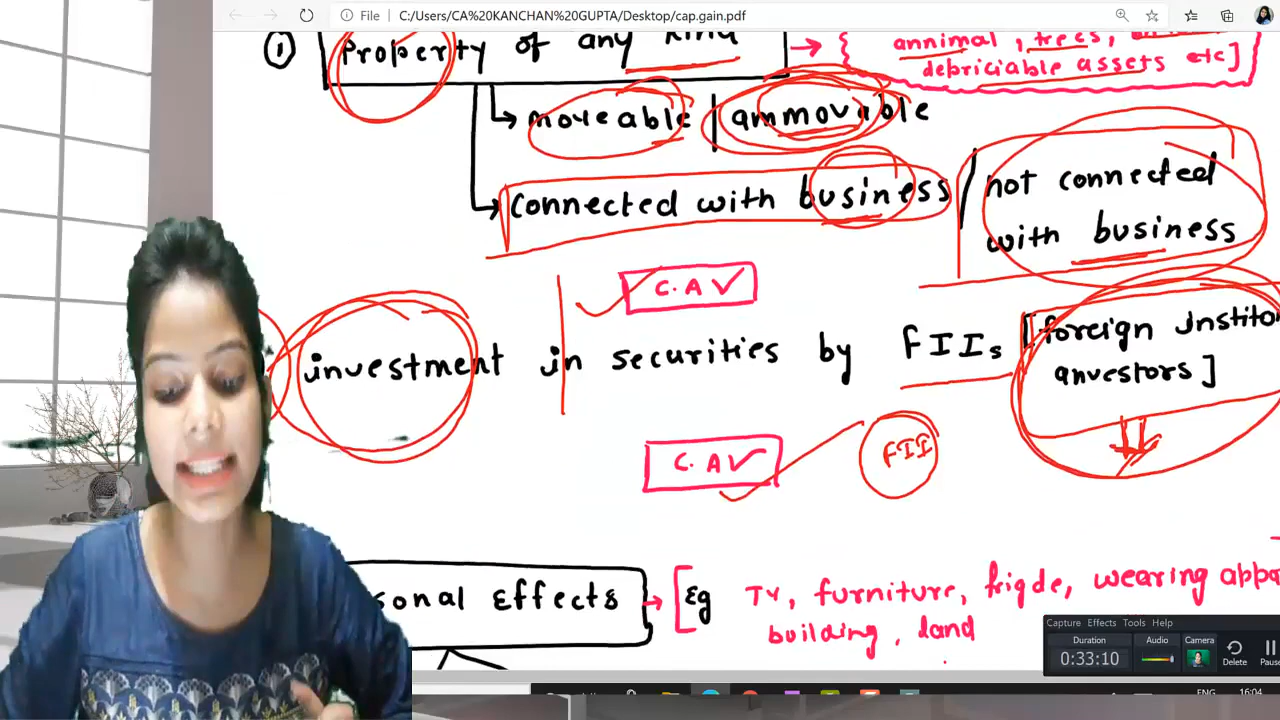 File | C:/Users/CA%20KANCHAN%20GUPTA/Desktop/cap.gain.pdf
① Property of any kind
annimal, trees,
debriciable assets etc]
moveable | ammovable
Connected with business / not connected
with business
C.A ✓
investment in securities by FIIs [foreign institor
anvestors]
C.A ✓ FII
sonal Effects → [Eg TV, furniture, frigde, wearing appa
building, land
Capture Effects Tools Help
Duration Audio Camera
0:33:10 Delete Pause
ENG 16:04